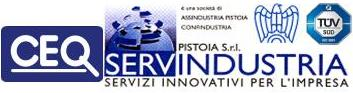 CEQ
è una società di
ASSINDUSTRIA PISTOIA
CONFINDUSTRIA
TÜV
SÜD
PISTOIA S.r.l.
SERVINDUSTRIA
SERVIZI INNOVATIVI PER L'IMPRESA